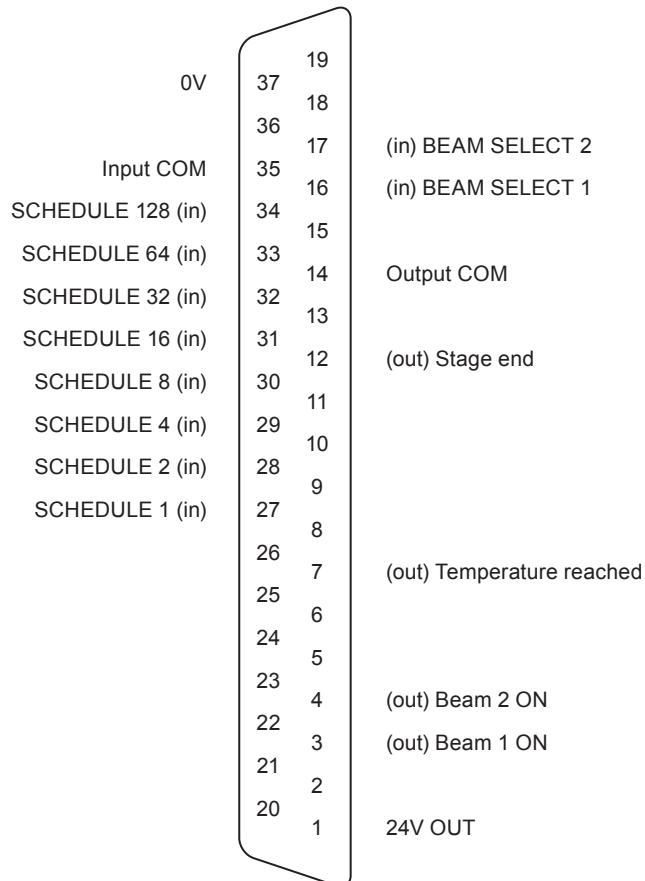 19
0V 37
18
36
17 (in) BEAM SELECT 2
Input COM 35
16 (in) BEAM SELECT 1
SCHEDULE 128 (in) 34
15
SCHEDULE 64 (in) 33
14 Output COM
SCHEDULE 32 (in) 32
13
SCHEDULE 16 (in) 31
12 (out) Stage end
SCHEDULE 8 (in) 30
11
SCHEDULE 4 (in) 29
10
SCHEDULE 2 (in) 28
9
SCHEDULE 1 (in) 27
8
26
7 (out) Temperature reached
25
6
24
5
23
4 (out) Beam 2 ON
22
3 (out) Beam 1 ON
21
2
20
1 24V OUT